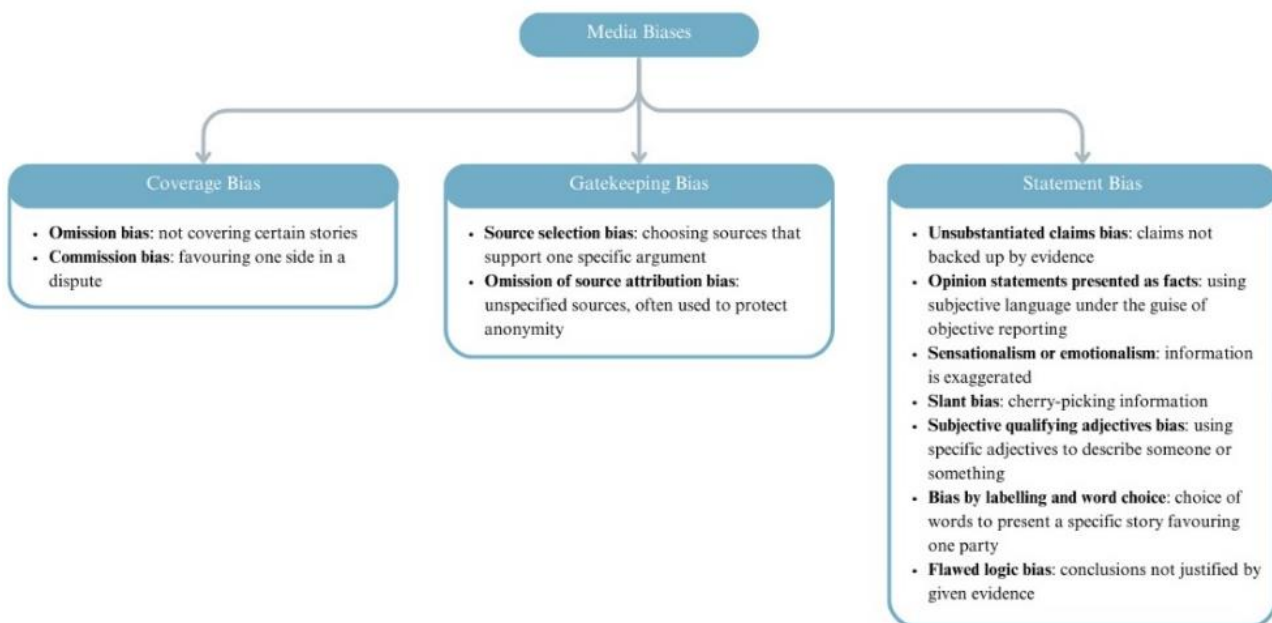 Media Biases
Coverage Bias
• Omission bias: not covering certain stories
• Commission bias: favouring one side in a
dispute
Gatekeeping Bias
• Source selection bias: choosing sources that
support one specific argument
• Omission of source attribution bias:
unspecified sources, often used to protect
anonymity
Statement Bias
• Unsubstantiated claims bias: claims not
backed up by evidence
• Opinion statements presented as facts: using
subjective language under the guise of
objective reporting
• Sensationalism or emotionalism: information
is exaggerated
• Slant bias: cherry-picking information
• Subjective qualifying adjectives bias: using
specific adjectives to describe someone or
something
• Bias by labelling and word choice: choice of
words to present a specific story favouring
one party
• Flawed logic bias: conclusions not justified by
given evidence